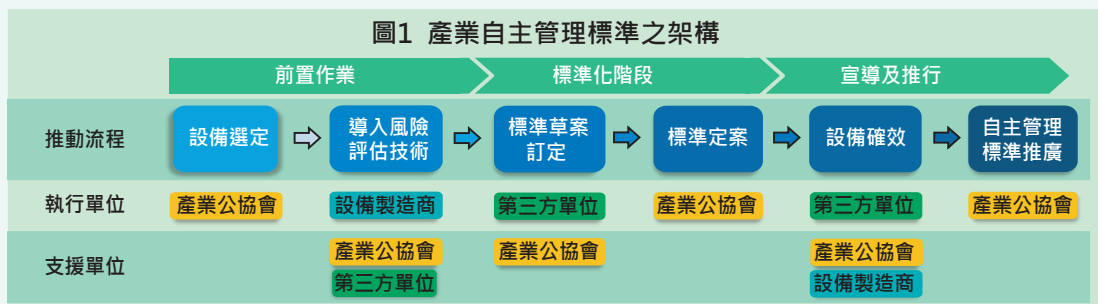 圖1 產業自主管理標準之架構
前置作業 標準化階段 宣導及推行
推動流程 設備選定 導入風險評估技術 標準草案訂定 標準定案 設備確效 自主管理標準推廣
執行單位 產業公協會 設備製造商 第三方單位 產業公協會 第三方單位 產業公協會
支援單位 產業公協會 產業公協會 產業公協會
第三方單位 設備製造商